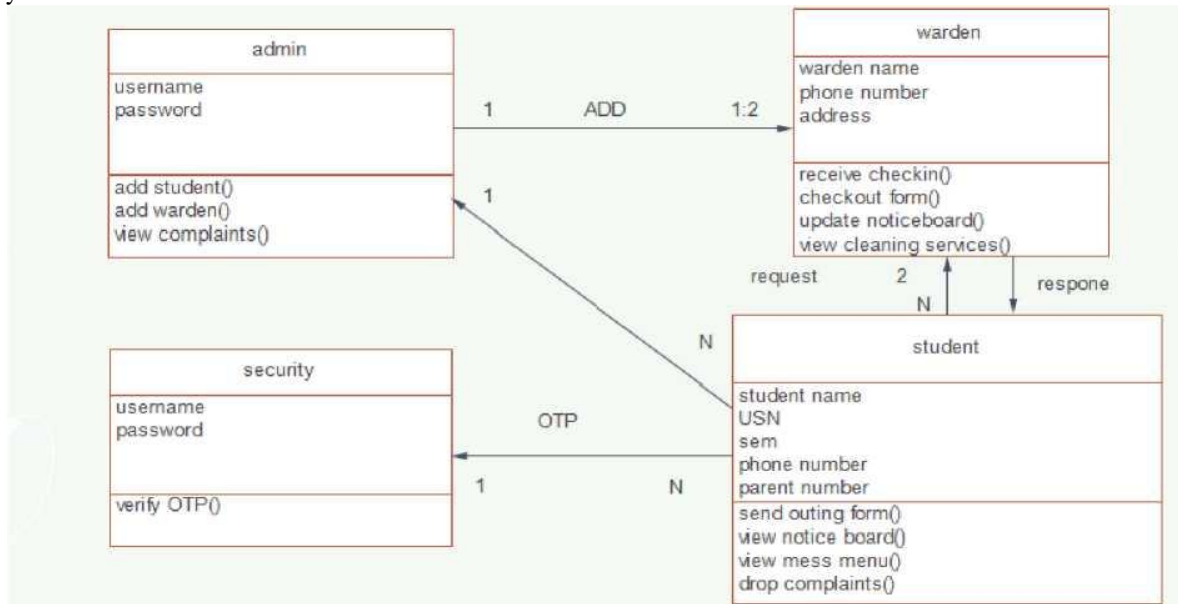 y
admin
username
password
add student()
add warden()
view complaints()
1 ADD 1:2
warden
warden name
phone number
address
receive checkin()
checkout form()
update noticeboard()
view cleaning services()
1
N
request 2
N
respone
security
username
password
verify OTP()
OTP
1 N
student
student name
USN
sem
phone number
parent number
send outing form()
view notice board()
view mess menu()
drop complaints()